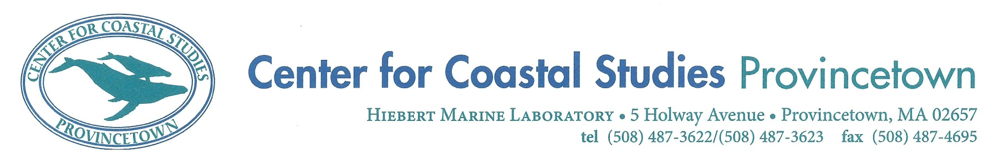 CENTER FOR COASTAL STUDIES
PROVINCETOWN
Center for Coastal Studies Provincetown
HIEBERT MARINE LABORATORY • 5 Holway Avenue • Provincetown, MA 02657
tel (508) 487-3622/(508) 487-3623 fax (508) 487-4695